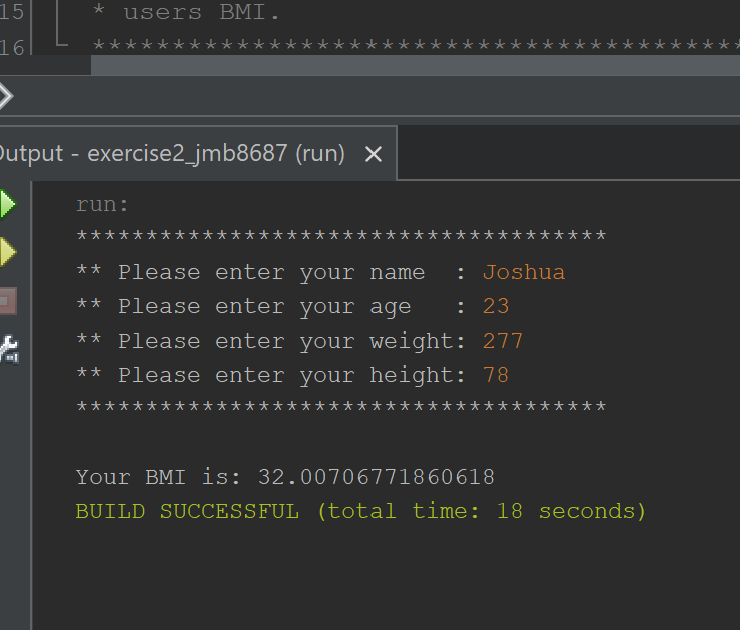 15 * users BMI.
16 *****************************************
Output - exercise2_jmb8687 (run)
run:
**************************************
** Please enter your name  : Joshua
** Please enter your age   : 23
** Please enter your weight: 277
** Please enter your height: 78
**************************************
Your BMI is: 32.00706771860618
BUILD SUCCESSFUL (total time: 18 seconds)